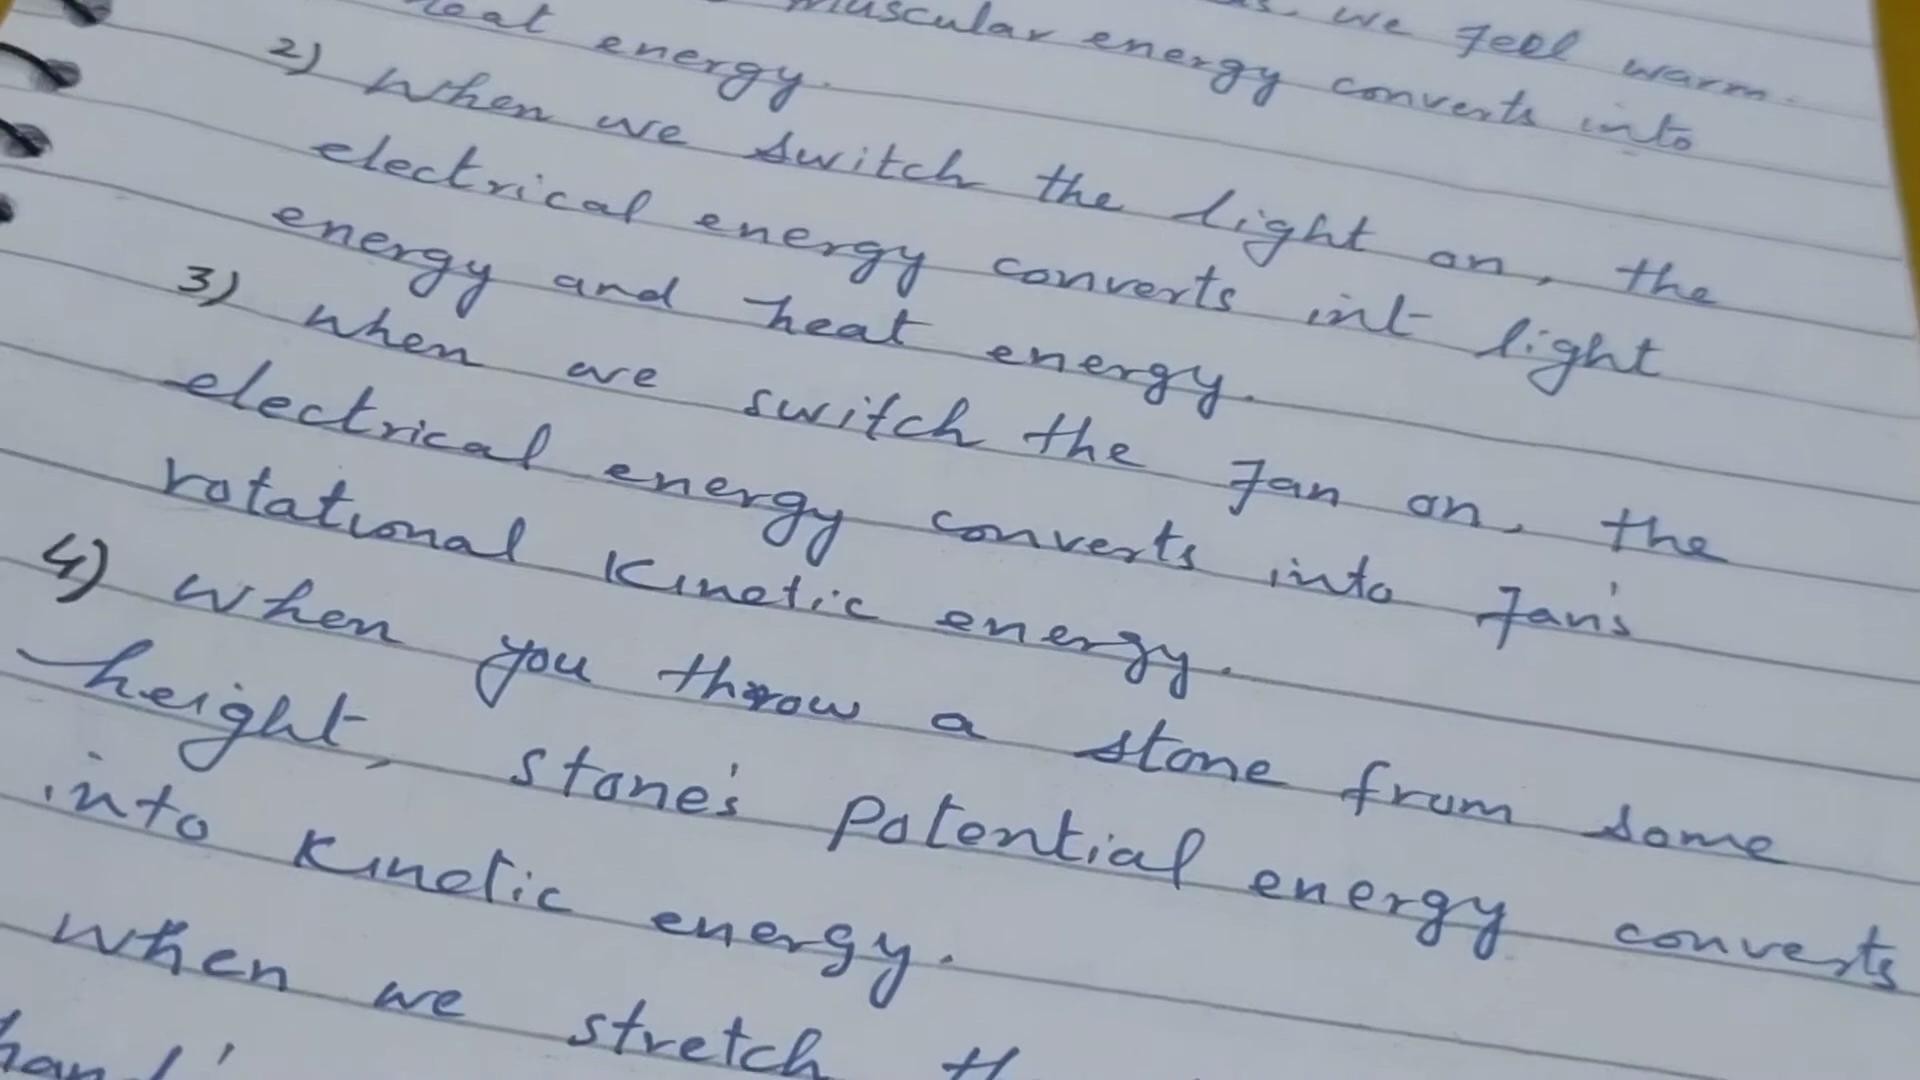 we feel warm.
muscular energy converts into
heat energy.
2) When we switch the light on, the
electrical energy converts int light
energy and heat energy.
3) When we switch the fan on, the
electrical energy converts into fan's
rotational kinetic energy.
4) When you throw a stone from some
height, stone's potential energy converts
into kinetic energy.
When we stretch